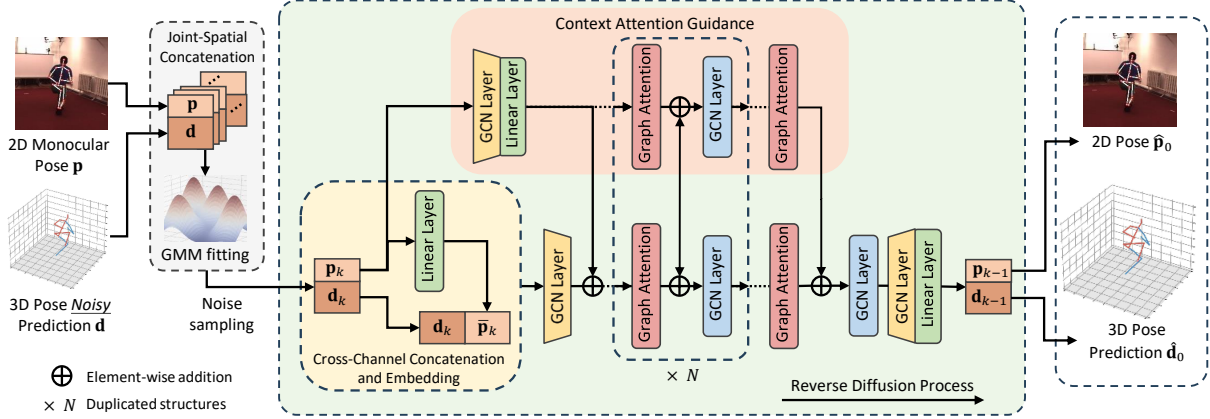 Joint-Spatial
Concatenation
p
d
GMM fitting
2D Monocular
Pose p
3D Pose Noisy
Prediction d
Noise
sampling
Element-wise addition
× N Duplicated structures
Context Attention Guidance
GCN Layer
Linear Layer
Graph Attention
GCN Layer
Graph Attention
p_k
d_k
Linear Layer
d_k p̄_k
Cross-Channel Concatenation
and Embedding
GCN Layer
Graph Attention
GCN Layer
× N
Graph Attention
GCN Layer
GCN Layer
Linear Layer
Reverse Diffusion Process
p_{k−1}
d_{k−1}
2D Pose p̂_0
3D Pose
Prediction d̂_0